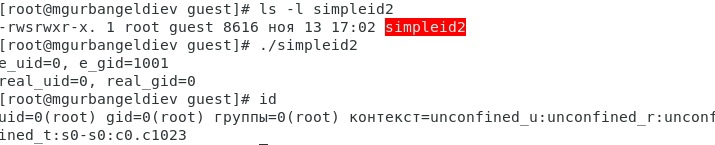 [root@mgurbangeldiev guest]# ls -l simpleid2
-rwsrwxr-x. 1 root guest 8616 ноя 13 17:02 simpleid2
[root@mgurbangeldiev guest]# ./simpleid2
e_uid=0, e_gid=1001
real_uid=0, real_gid=0
[root@mgurbangeldiev guest]# id
uid=0(root) gid=0(root) группы=0(root) контекст=unconfined_u:unconfined_r:unconf
ined_t:s0-s0:c0.c1023